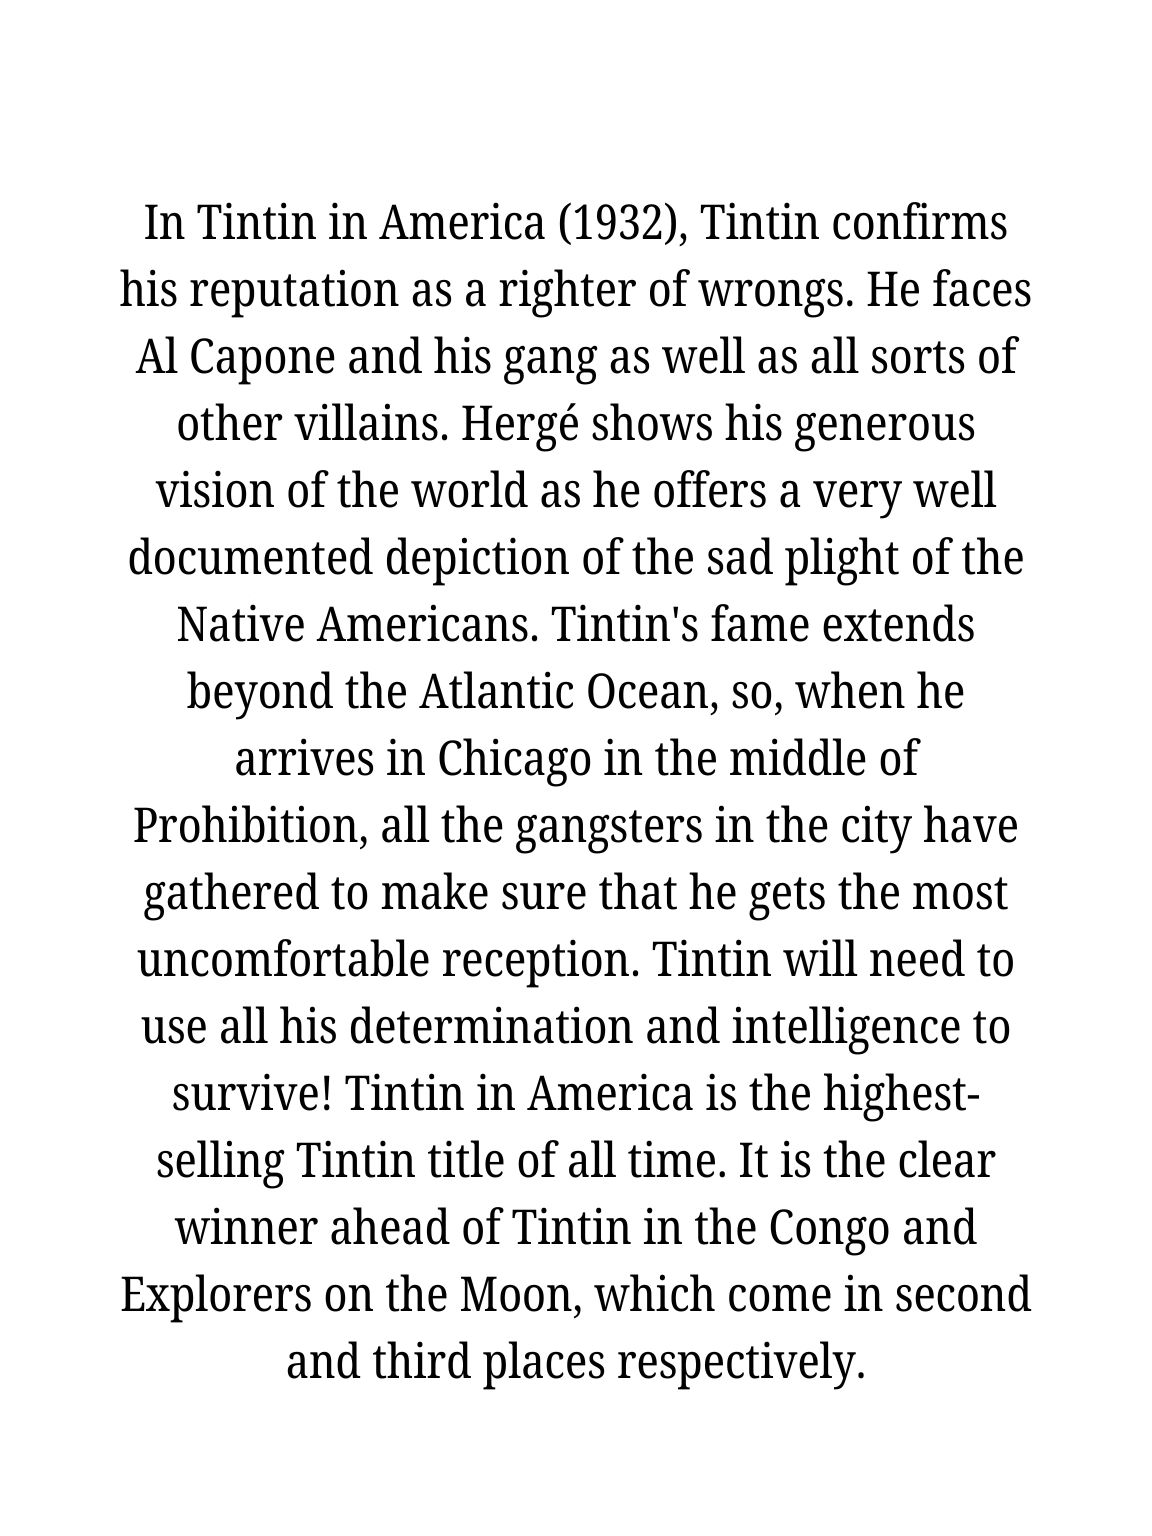 In Tintin in America (1932), Tintin confirms
his reputation as a righter of wrongs. He faces
Al Capone and his gang as well as all sorts of
other villains. Hergé shows his generous
vision of the world as he offers a very well
documented depiction of the sad plight of the
Native Americans. Tintin's fame extends
beyond the Atlantic Ocean, so, when he
arrives in Chicago in the middle of
Prohibition, all the gangsters in the city have
gathered to make sure that he gets the most
uncomfortable reception. Tintin will need to
use all his determination and intelligence to
survive! Tintin in America is the highest-
selling Tintin title of all time. It is the clear
winner ahead of Tintin in the Congo and
Explorers on the Moon, which come in second
and third places respectively.